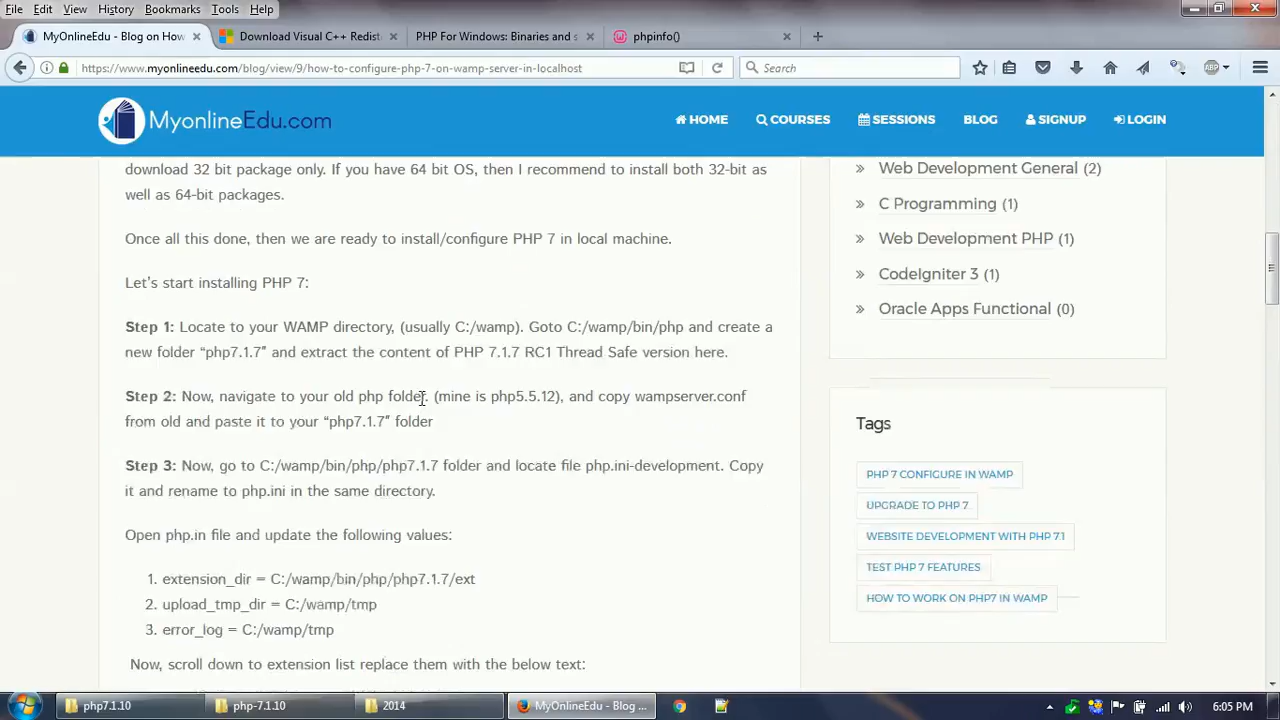 File Edit View History Bookmarks Tools Help
MyOnlineEdu - Blog on How
Download Visual C++ Redist
PHP For Windows: Binaries and s
phpinfo()
https://www.myonlineedu.com/blog/view/9/how-to-configure-php-7-on-wamp-server-in-localhost
Search
ABP
MyonlineEdu.com
HOME
COURSES
SESSIONS
BLOG
SIGNUP
LOGIN
download 32 bit package only. If you have 64 bit OS, then I recommend to install both 32-bit as
well as 64-bit packages.
Once all this done, then we are ready to install/configure PHP 7 in local machine.
Let's start installing PHP 7:
Step 1: Locate to your WAMP directory, (usually C:/wamp). Goto C:/wamp/bin/php and create a
new folder “php7.1.7″ and extract the content of PHP 7.1.7 RC1 Thread Safe version here.
Step 2: Now, navigate to your old php folder. (mine is php5.5.12), and copy wampserver.conf
from old and paste it to your “php7.1.7″ folder
Step 3: Now, go to C:/wamp/bin/php/php7.1.7 folder and locate file php.ini-development. Copy
it and rename to php.ini in the same directory.
Open php.in file and update the following values:
1. extension_dir = C:/wamp/bin/php/php7.1.7/ext
2. upload_tmp_dir = C:/wamp/tmp
3. error_log = C:/wamp/tmp
Now, scroll down to extension list replace them with the below text:
Web Development General (2)
C Programming (1)
Web Development PHP (1)
CodeIgniter 3 (1)
Oracle Apps Functional (0)
Tags
PHP 7 CONFIGURE IN WAMP
UPGRADE TO PHP 7.
WEBSITE DEVELOPMENT WITH PHP 7.1
TEST PHP 7 FEATURES
HOW TO WORK ON PHP7 IN WAMP
php7.1.10
php-7.1.10
2014
MyOnlineEdu - Blog ...
6:05 PM